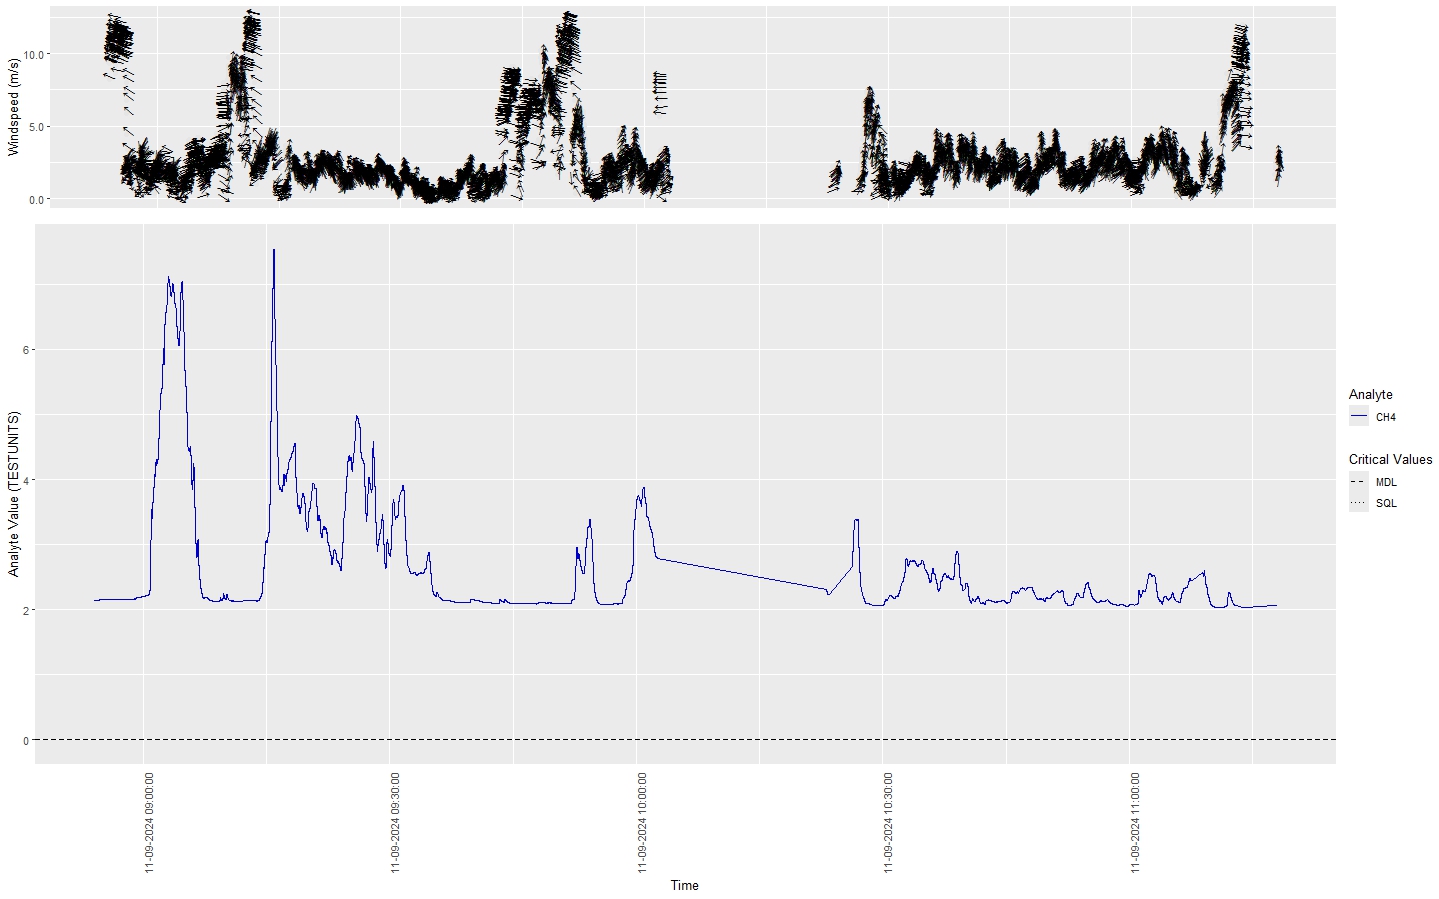 Windspeed (m/s)
10.0
5.0
0.0
Analyte Value (TESTUNITS)
6
4
2
0
11-09-2024 09:00:00
11-09-2024 09:30:00
11-09-2024 10:00:00
11-09-2024 10:30:00
11-09-2024 11:00:00
Time
Analyte
CH4
Critical Values
MDL
SQL